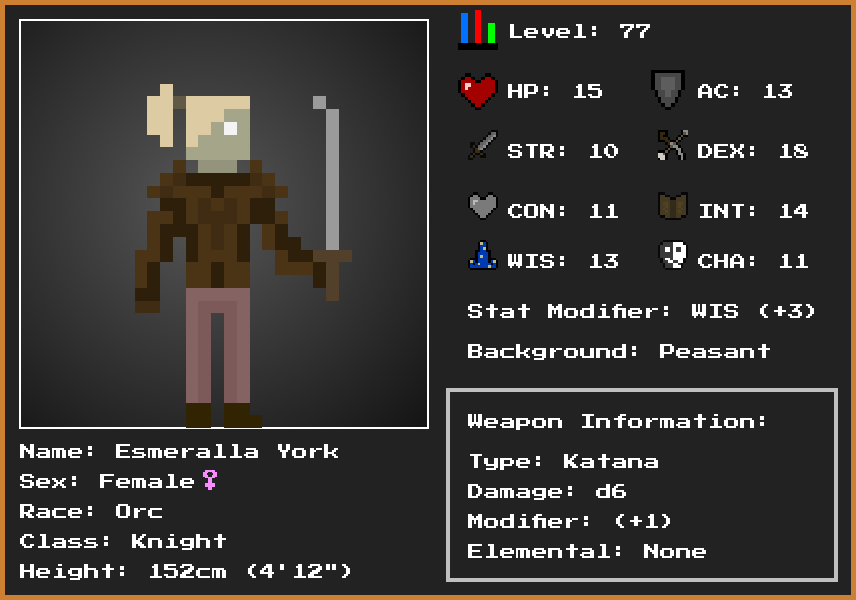 Level: 77
HP: 15 AC: 13
STR: 10 DEX: 18
CON: 11 INT: 14
WIS: 13 CHA: 11
Stat Modifier: WIS (+3)
Background: Peasant
Weapon Information:
Type: Katana
Damage: d6
Modifier: (+1)
Elemental: None
Name: Esmeralla York
Sex: Female♀
Race: Orc
Class: Knight
Height: 152cm (4'12")